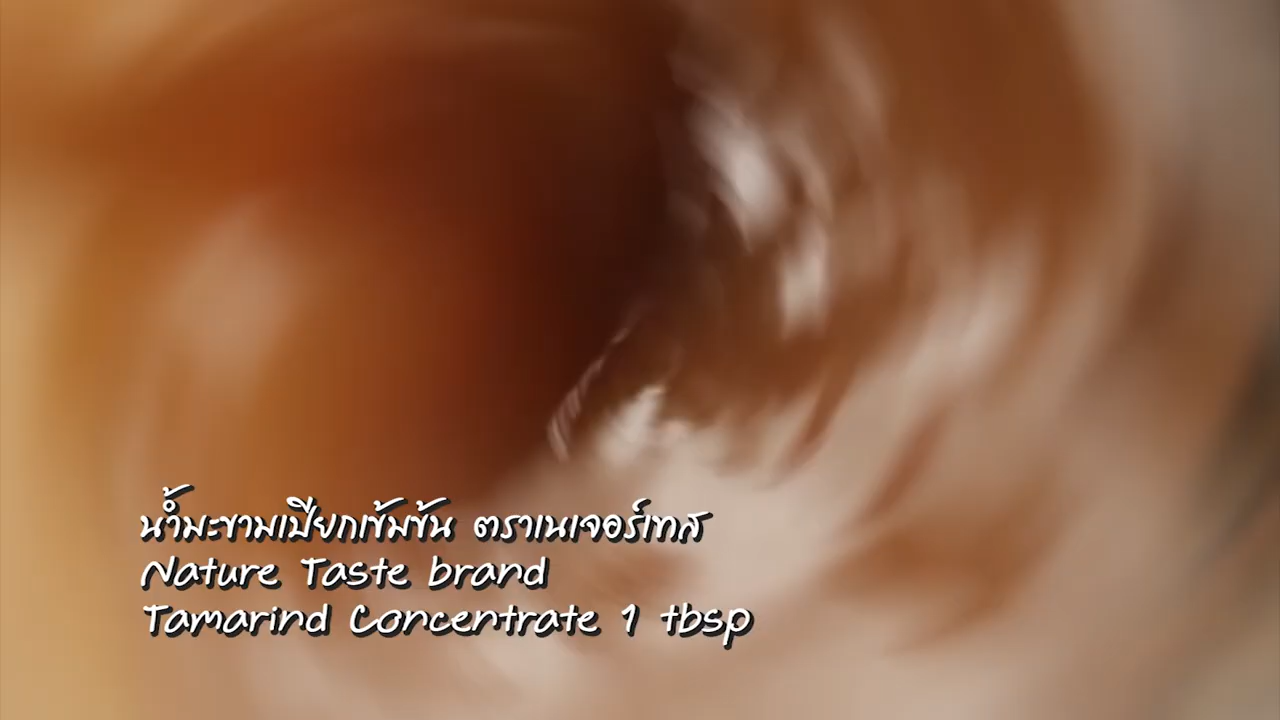 น้ำมะขามเปียกเข้มข้น ตราเนเจอร์เทส
Nature Taste brand
Tamarind Concentrate 1 tbsp